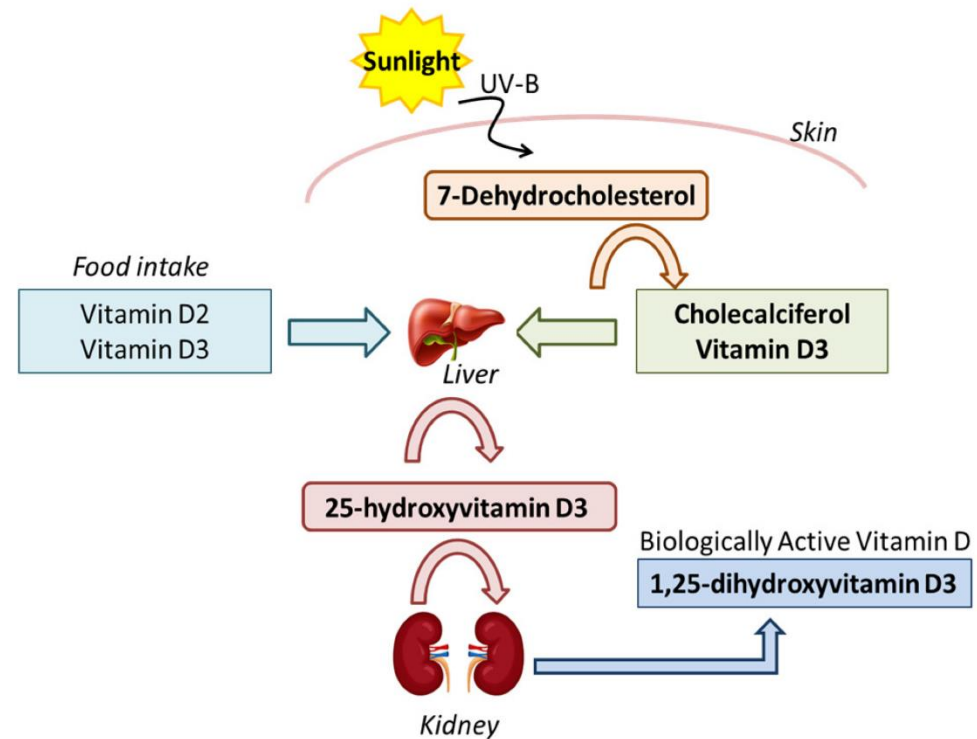 Sunlight
UV-B
Skin
7-Dehydrocholesterol
Food intake
Vitamin D2
Vitamin D3
Cholecalciferol
Vitamin D3
Liver
25-hydroxyvitamin D3
Biologically Active Vitamin D
1,25-dihydroxyvitamin D3
Kidney